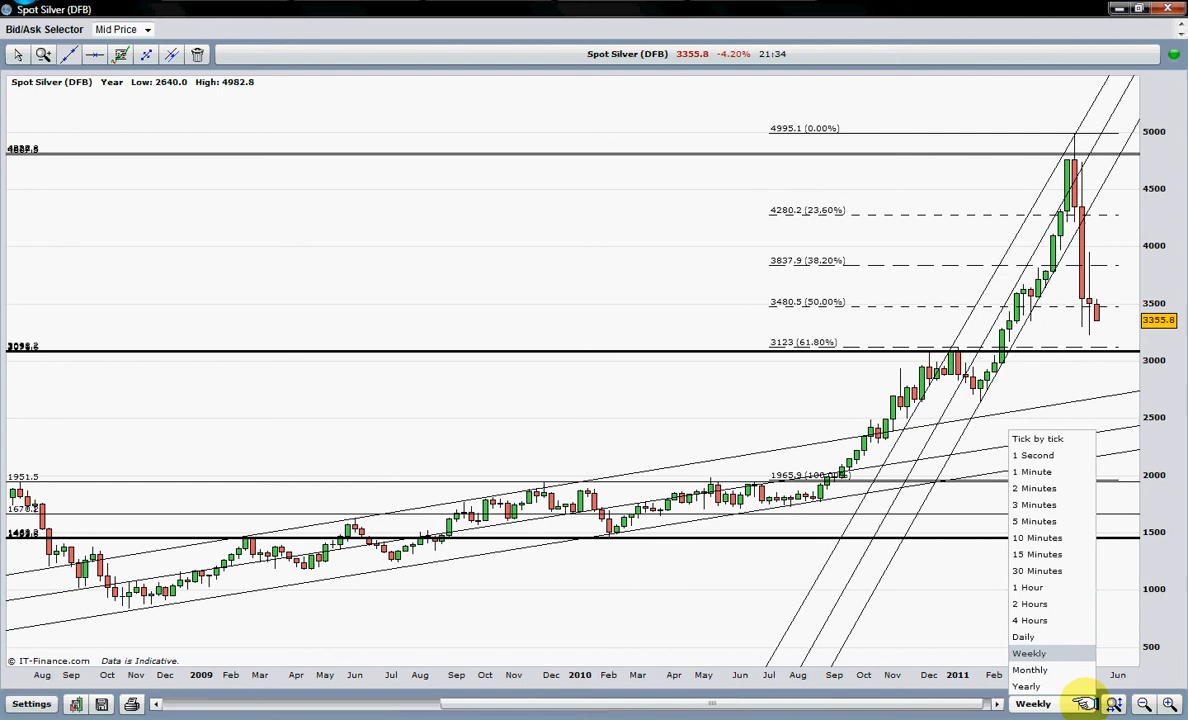 Spot Silver (DFB)
Bid/Ask Selector Mid Price
Spot Silver (DFB) 3355.8 -4.20% 21:34
Spot Silver (DFB) Year Low: 2640.0 High: 4982.8
4995.1 (0.00%)
5000
4500
4280.2 (23.60%)
4000
3837.9 (38.20%)
3480.5 (50.00%)
3500
3355.8
3123 (61.80%)
3000
2500
1951.5
1965.9 (100.00%)
2000
1500
1000
500
Tick by tick
1 Second
1 Minute
2 Minutes
3 Minutes
5 Minutes
10 Minutes
15 Minutes
30 Minutes
1 Hour
2 Hours
4 Hours
Daily
Weekly
Monthly
Yearly
© IT-Finance.com Data is Indicative.
Aug Sep Oct Nov Dec 2009 Feb Mar Apr May Jun Jul Aug Sep Oct Nov Dec 2010 Feb Mar Apr May Jun Jul Aug Sep Oct Nov Dec 2011 Feb Jun
Settings
Weekly